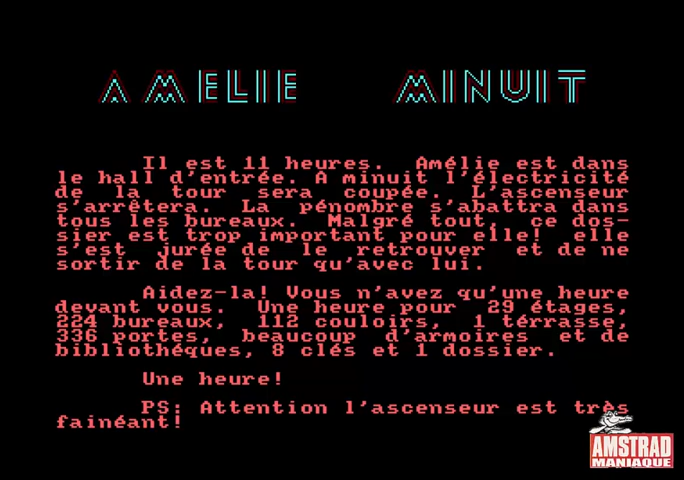 AMELIE MINUIT
Il est 11 heures. Amélie est dans
le hall d'entrée. A minuit l'électricité
de la tour sera coupée. L'ascenseur
s'arrêtera. La pénombre s'abattra dans
tous les bureaux. Malgré tout, ce dos-
sier est trop important pour elle! elle
s'est jurée de le retrouver et de ne
sortir de la tour qu'avec lui.
Aidez-la! Vous n'avez qu'une heure
devant vous. Une heure pour 29 étages,
224 bureaux, 112 couloirs, 1 térrasse,
336 portes, beaucoup d'armoires et de
bibliothéques, 8 clés et 1 dossier.
Une heure!
PS: Attention l'ascenseur est très
fainéant!
AMSTRAD
MANIAQUE